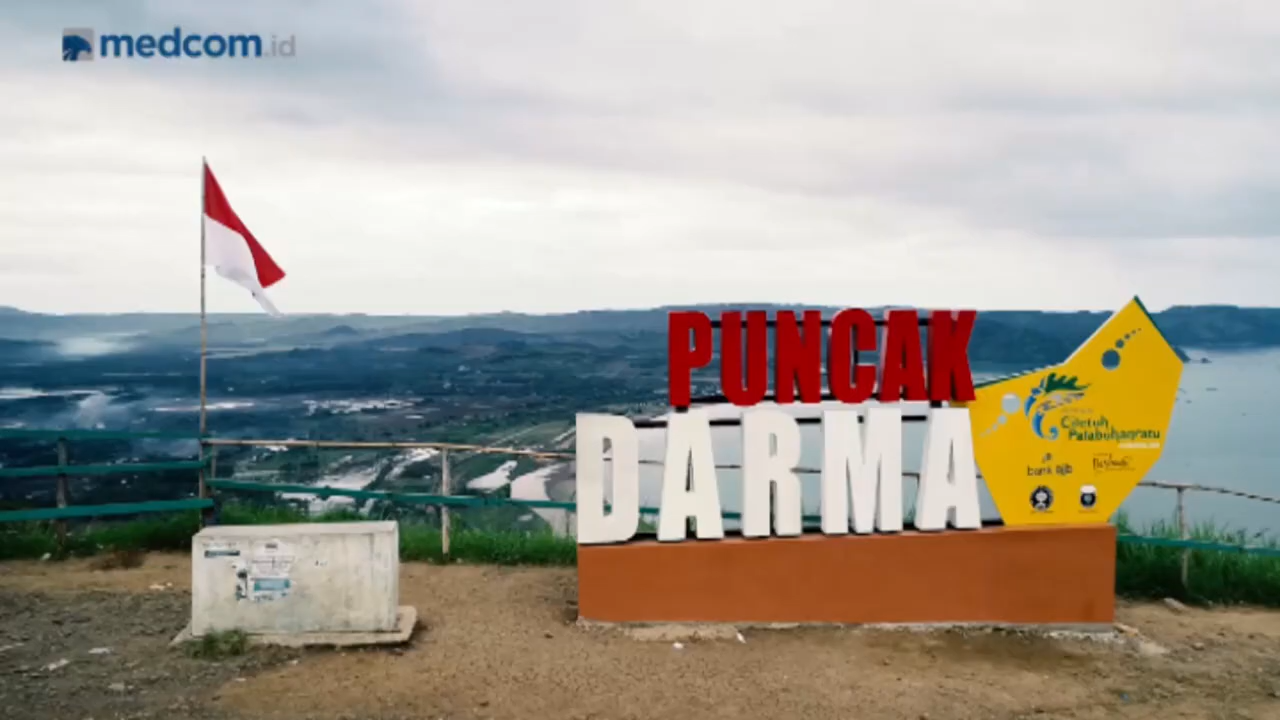 medcom.id
PUNCAK
DARMA
Ciletuh
Palabuhanratu
bank bjb